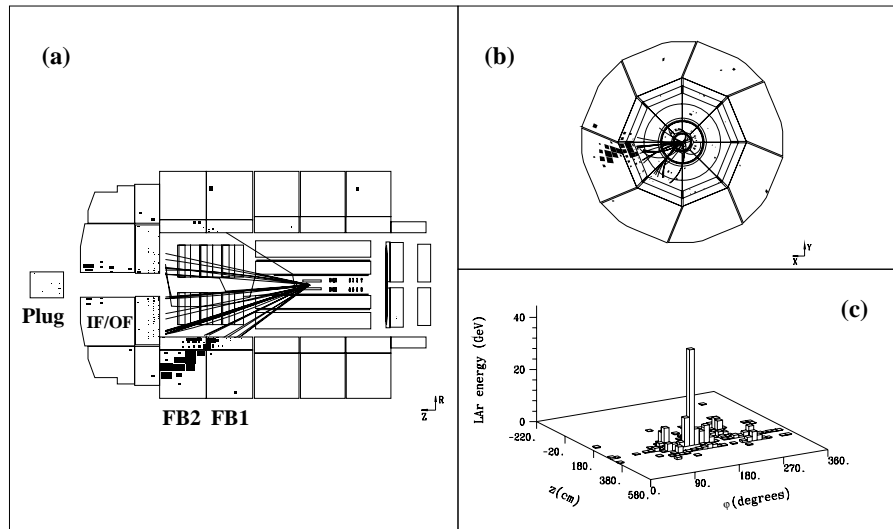 (a)
Plug
IF/OF
FB2 FB1
R
Z
(b)
Y
X
(c)
LAr energy (GeV)
40
20
0
-220.
-20.
180.
380.
580.
z(cm)
0.
90.
180.
270.
360.
φ(degrees)